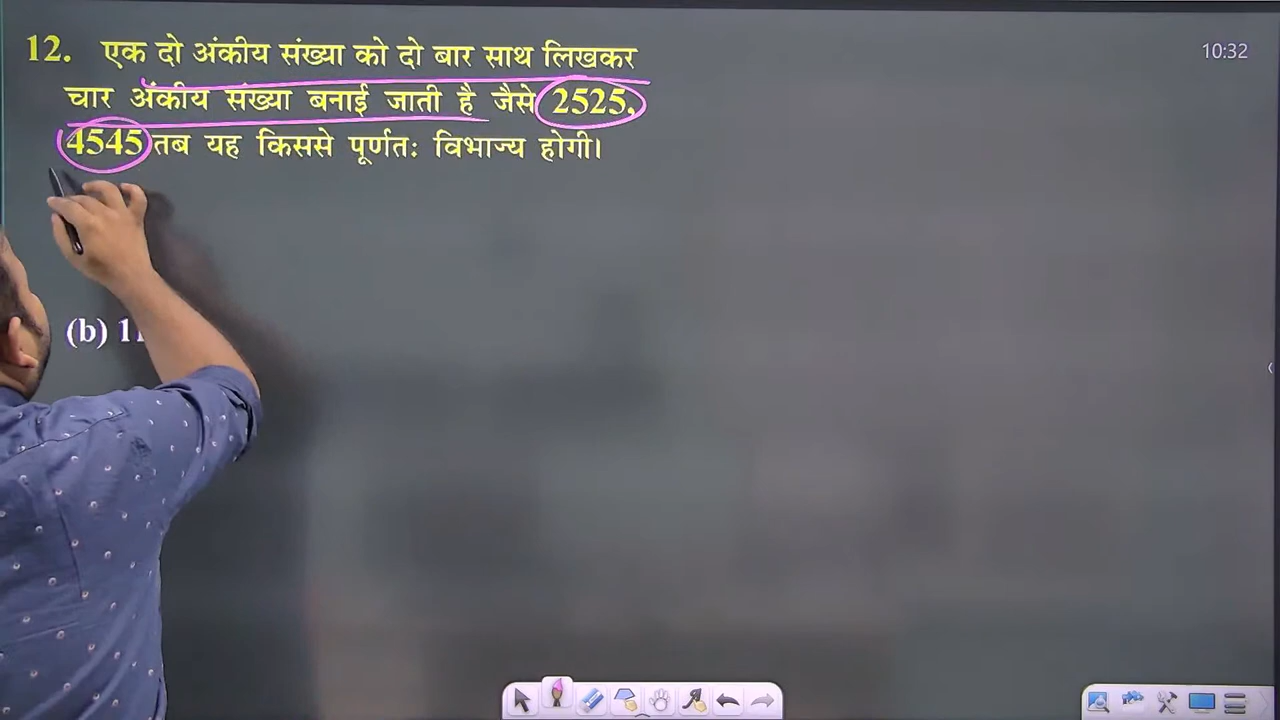 12. एक दो अंकीय संख्या को दो बार साथ लिखकर
चार अंकीय संख्या बनाई जाती है जैसे 2525,
4545 तब यह किससे पूर्णतः विभाज्य होगी।
10:32
(b)